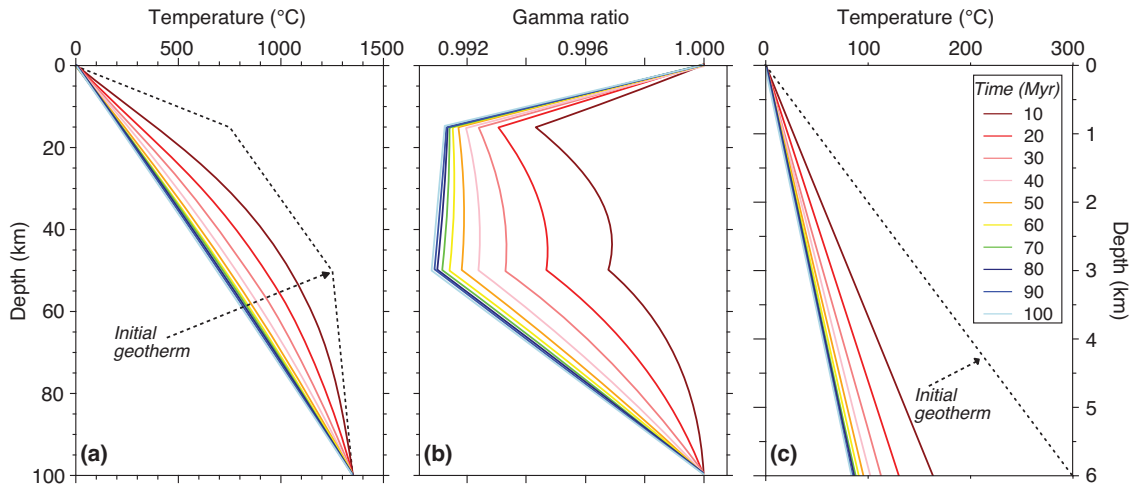 Temperature (°C)
0 500 1000 1500
Depth (km)
0
20
40
60
80
100
Initial
geotherm
(a)
Gamma ratio
0.992 0.996 1.000
(b)
Temperature (°C)
0 100 200 300
Time (Myr)
10
20
30
40
50
60
70
80
90
100
Initial
geotherm
(c)
0
1
2
3
4
5
6
Depth (km)